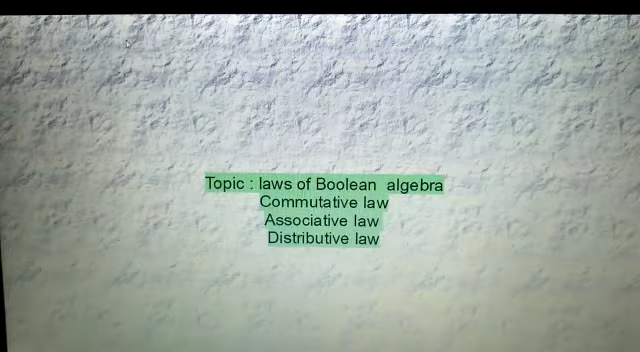 Topic : laws of Boolean algebra
Commutative law
Associative law
Distributive law